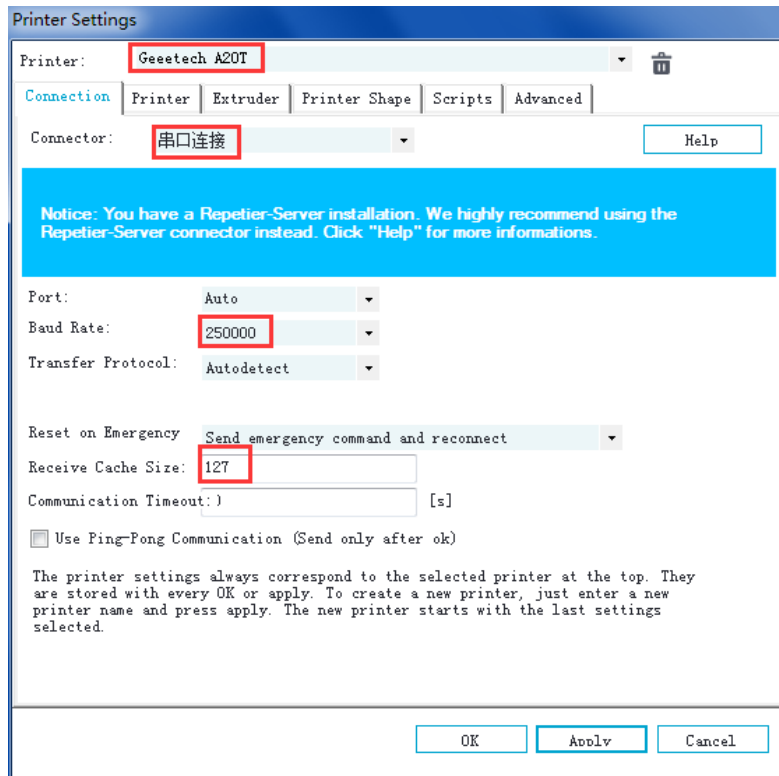 Printer Settings
Printer: Geeetech A20T
Connection Printer Extruder Printer Shape Scripts Advanced
Connector: 串口连接 Help
Notice: You have a Repetier-Server installation. We highly recommend using the
Repetier-Server connector instead. Click "Help" for more informations.
Port: Auto
Baud Rate: 250000
Transfer Protocol: Autodetect
Reset on Emergency Send emergency command and reconnect
Receive Cache Size: 127
Communication Timeout:) [s]
Use Ping-Pong Communication (Send only after ok)
The printer settings always correspond to the selected printer at the top. They
are stored with every OK or apply. To create a new printer, just enter a new
printer name and press apply. The new printer starts with the last settings
selected.
OK Apply Cancel